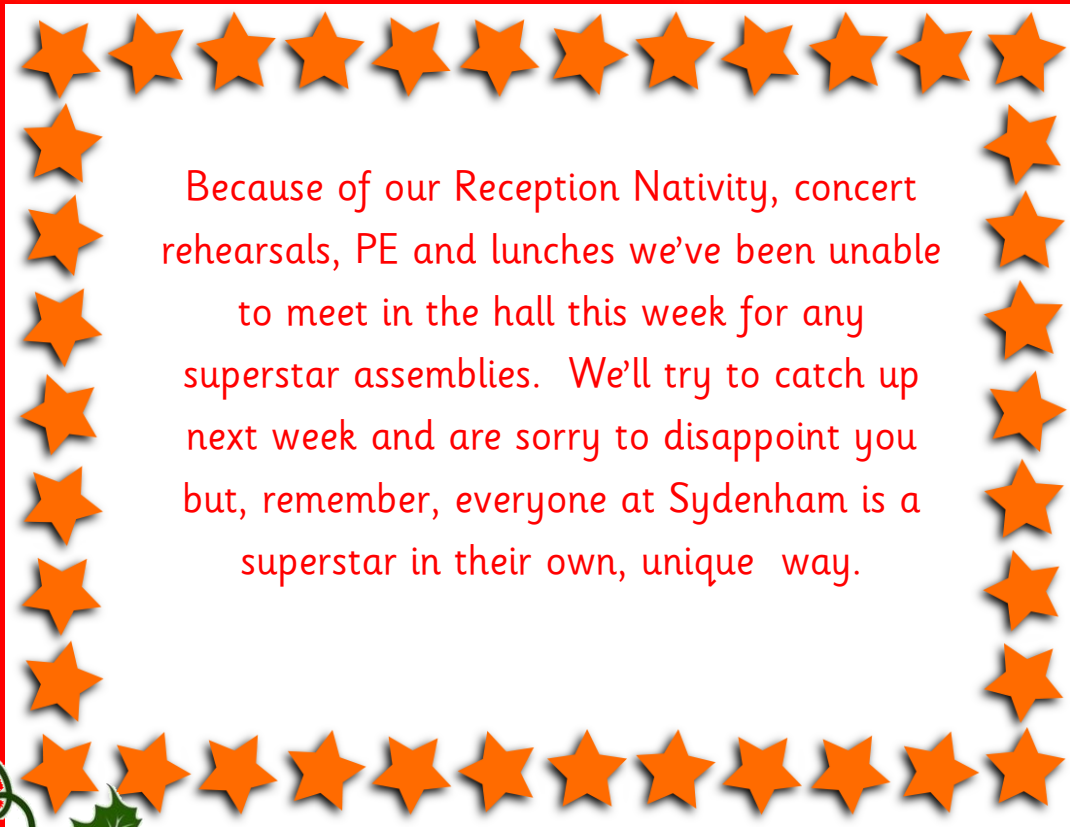 Because of our Reception Nativity, concert
rehearsals, PE and lunches we’ve been unable
to meet in the hall this week for any
superstar assemblies.  We’ll try to catch up
next week and are sorry to disappoint you
but, remember, everyone at Sydenham is a
superstar in their own, unique  way.